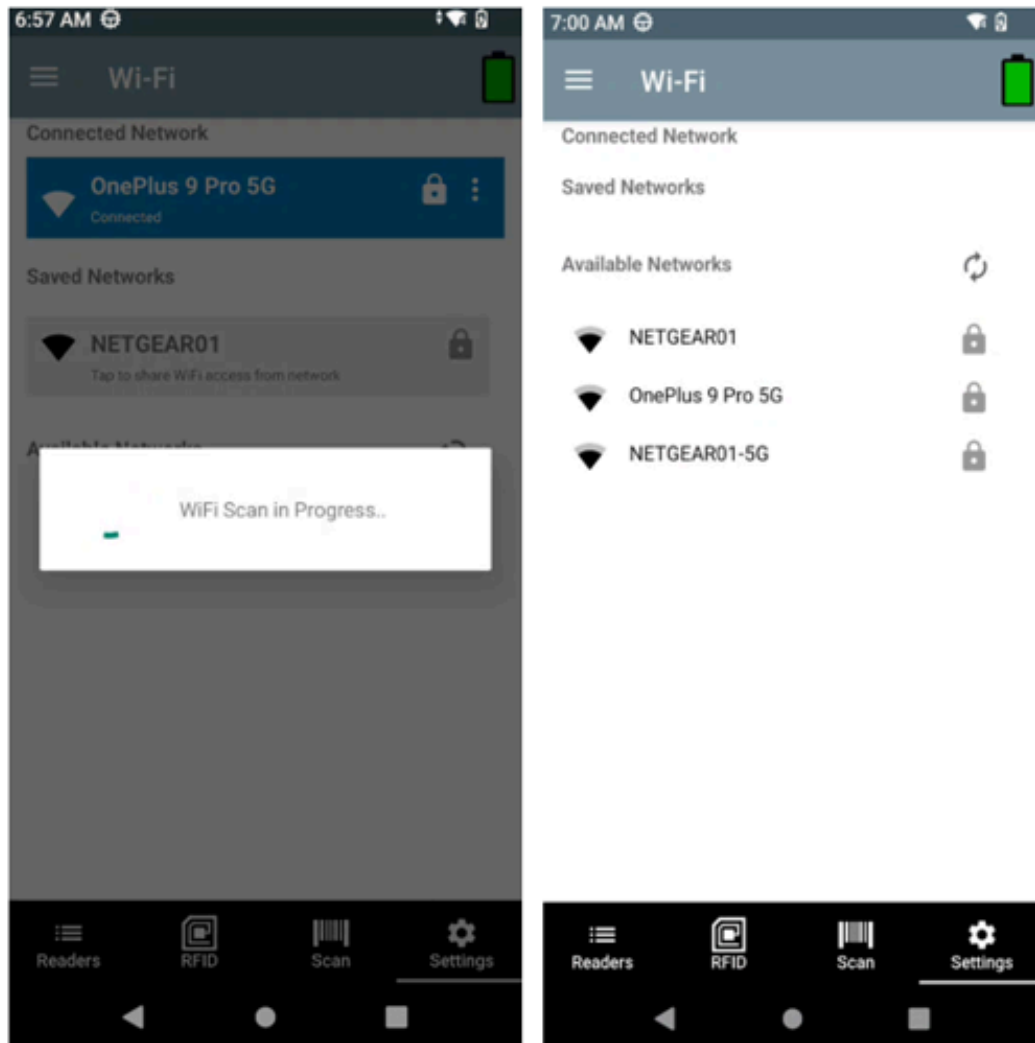 6:57 AM
Wi-Fi
Connected Network
OnePlus 9 Pro 5G
Connected
Saved Networks
NETGEAR01
Tap to share WiFi access from network
Available Networks
WiFi Scan in Progress..
Readers
RFID
Scan
Settings
7:00 AM
Wi-Fi
Connected Network
Saved Networks
Available Networks
NETGEAR01
OnePlus 9 Pro 5G
NETGEAR01-5G
Readers
RFID
Scan
Settings